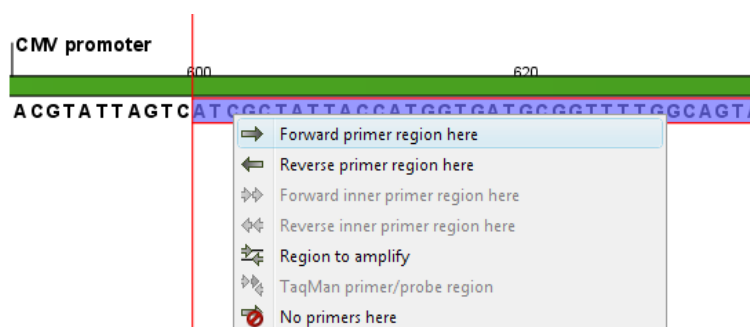 CMV promoter
600 620
ACGTATTAGTCATCGCTATTACCATGGTGATGCGGTTTTGGCAGTA
Forward primer region here
Reverse primer region here
Forward inner primer region here
Reverse inner primer region here
Region to amplify
TaqMan primer/probe region
No primers here